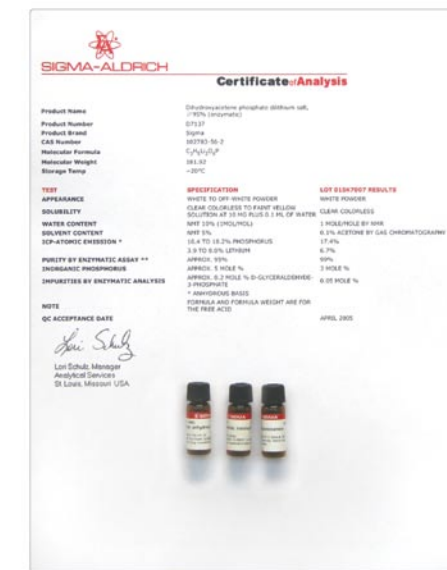 SIGMA-ALDRICH
Certificate of Analysis
Product Name Dihydroxyacetone phosphate dilithium salt,
(enzymatic)
Product Number D7137
Product Brand Sigma
CAS Number 102783-56-2
Molecular Formula
Molecular Weight 181.92
Storage Temp -20°C
TEST SPECIFICATION LOT RESULTS
APPEARANCE WHITE TO OFF-WHITE POWDER WHITE POWDER
SOLUBILITY CLEAR COLORLESS TO FAINT YELLOW
SOLUTION AT 10 MG PLUS 0.1 ML OF WATER CLEAR COLORLESS
WATER CONTENT NMT 10% (1MOL/MOL) 1 MOLE/MOLE BY NMR
SOLVENT CONTENT NMT 5% 0.1% ACETONE BY GAS CHROMATOGRAPHY
ICP-ATOMIC EMISSION * 16.4 TO 18.2% PHOSPHORUS 17.4%
LITHIUM 6.7%
PURITY BY ENZYMATIC ASSAY ** APPROX. 95% 99%
INORGANIC PHOSPHORUS APPROX. 5 MOLE % 3 MOLE %
IMPURITIES BY ENZYMATIC ANALYSIS APPROX. 0.2 MOLE % D-GLYCERALDEHYDE-
3-PHOSPHATE 0.05 MOLE %
* ANHYDROUS BASIS
NOTE FORMULA AND FORMULA WEIGHT ARE FOR
THE FREE ACID
QC ACCEPTANCE DATE APRIL 2005
Lori Schulz
Lori Schulz, Manager
Analytical Services
St Louis, Missouri USA